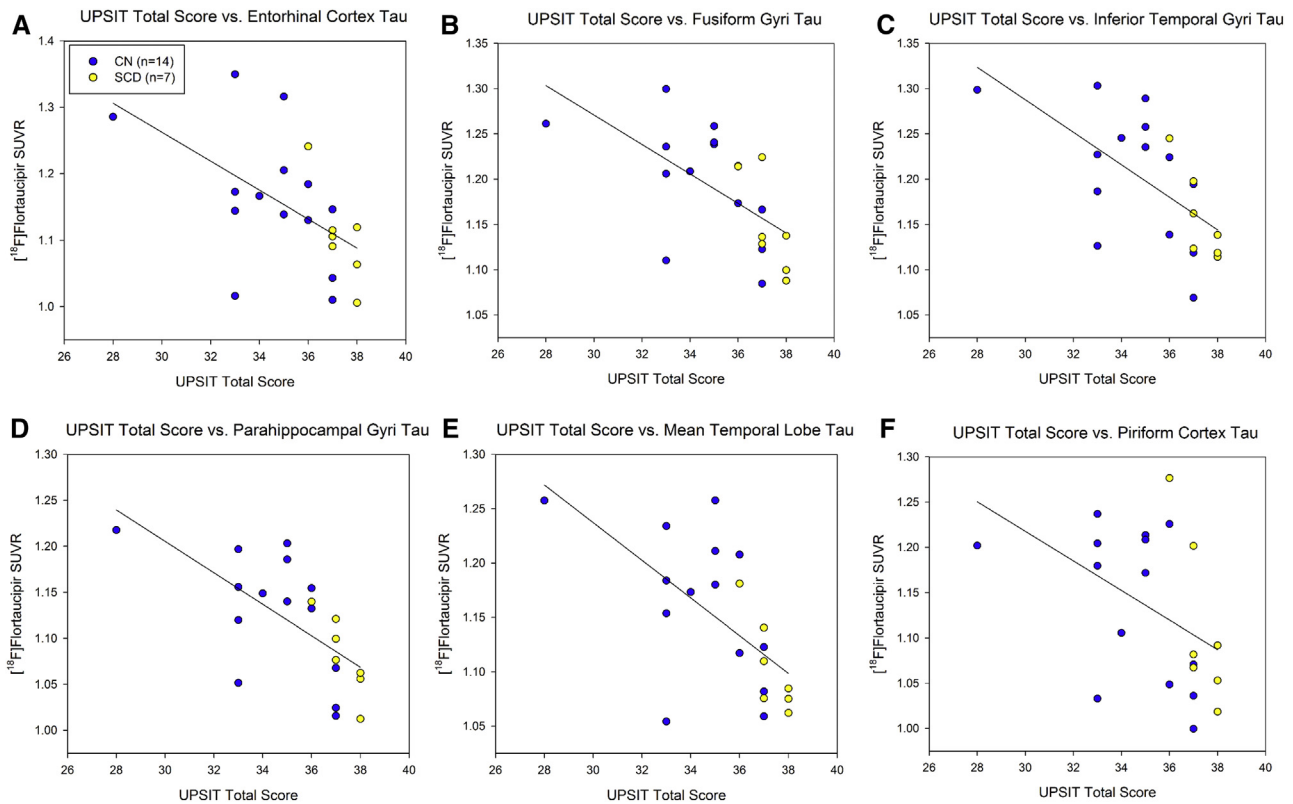 A
UPSIT Total Score vs. Entorhinal Cortex Tau
CN (n=14)
SCD (n=7)
[¹⁸F]Flortaucipir SUVR
1.4
1.3
1.2
1.1
1.0
26 28 30 32 34 36 38 40
UPSIT Total Score
B
UPSIT Total Score vs. Fusiform Gyri Tau
[¹⁸F]Flortaucipir SUVR
1.35
1.30
1.25
1.20
1.15
1.10
1.05
26 28 30 32 34 36 38 40
UPSIT Total Score
C
UPSIT Total Score vs. Inferior Temporal Gyri Tau
[¹⁸F]Flortaucipir SUVR
1.35
1.30
1.25
1.20
1.15
1.10
1.05
26 28 30 32 34 36 38 40
UPSIT Total Score
D
UPSIT Total Score vs. Parahippocampal Gyri Tau
[¹⁸F]Flortaucipir SUVR
1.30
1.25
1.20
1.15
1.10
1.05
1.00
26 28 30 32 34 36 38 40
UPSIT Total Score
E
UPSIT Total Score vs. Mean Temporal Lobe Tau
[¹⁸F]Flortaucipir SUVR
1.30
1.25
1.20
1.15
1.10
1.05
26 28 30 32 34 36 38 40
UPSIT Total Score
F
UPSIT Total Score vs. Piriform Cortex Tau
[¹⁸F]Flortaucipir SUVR
1.30
1.25
1.20
1.15
1.10
1.05
1.00
26 28 30 32 34 36 38 40
UPSIT Total Score